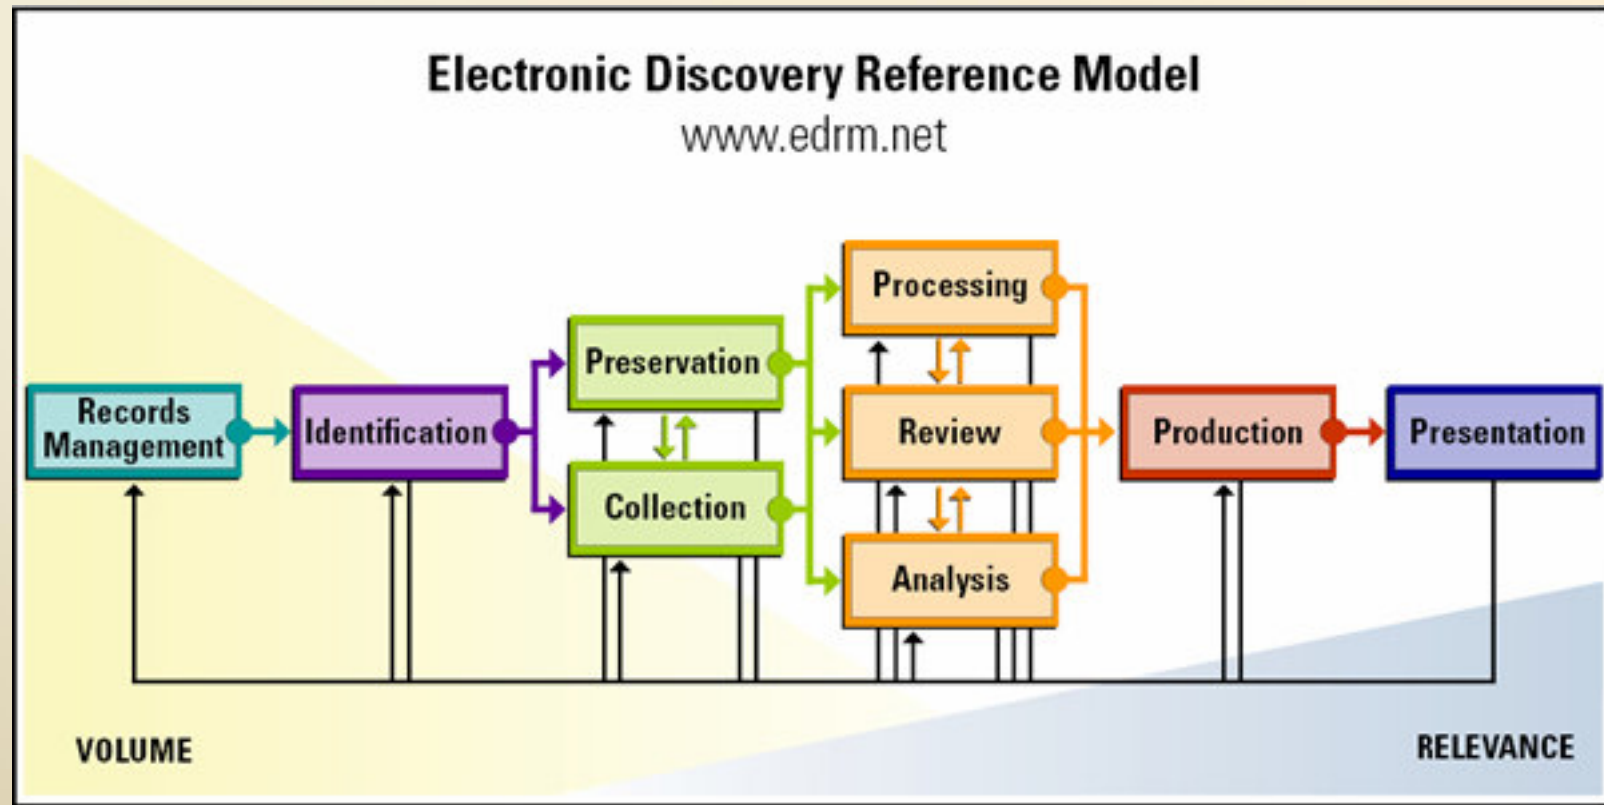 Electronic Discovery Reference Model
www.edrm.net
Records
Management
Identification
Preservation
Collection
Processing
Review
Analysis
Production
Presentation
VOLUME
RELEVANCE